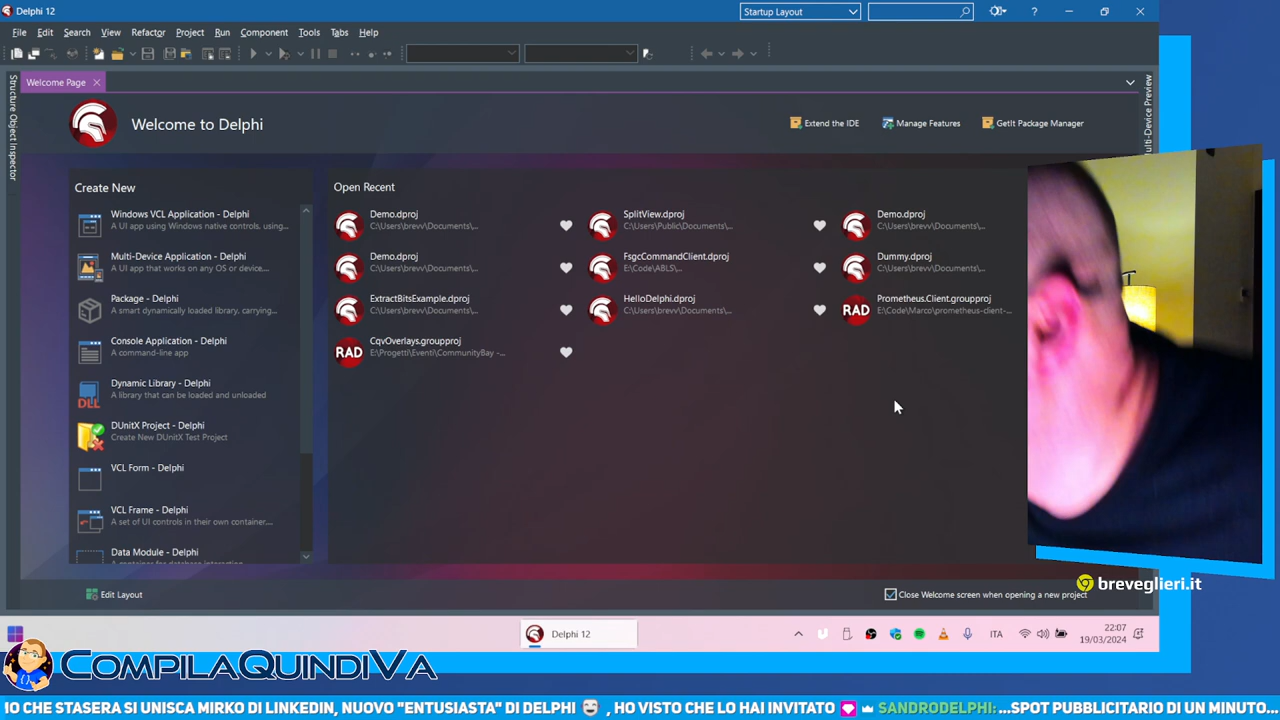 Delphi 12
Startup Layout
File Edit Search View Refactor Project Run Component Tools Tabs Help
Welcome Page
Structure Object Inspector
Multi-Device Preview
Welcome to Delphi
Extend the IDE
Manage Features
GetIt Package Manager
Create New
Windows VCL Application - Delphi
A UI app using Windows native controls, using...
Multi-Device Application - Delphi
A UI app that works on any OS or device,...
Package - Delphi
A smart dynamically loaded library, carrying...
Console Application - Delphi
A command-line app
Dynamic Library - Delphi
A library that can be loaded and unloaded
DLL
DUnitX Project - Delphi
Create New DUnitX Test Project
VCL Form - Delphi
VCL Frame - Delphi
A set of UI controls in their own container,...
Data Module - Delphi
A container for database interaction
Open Recent
Demo.dproj
C:\Users\brevv\Documents\...
SplitView.dproj
C:\Users\Public\Documents\...
Demo.dproj
C:\Users\brevv\Documents\...
Demo.dproj
C:\Users\brevv\Documents\...
FsgcCommandClient.dproj
E:\Code\ABLS\...
Dummy.dproj
C:\Users\brevv\Documents\...
ExtractBitsExample.dproj
C:\Users\brevv\Documents\...
HelloDelphi.dproj
C:\Users\brevv\Documents\...
RAD
Prometheus.Client.groupproj
E:\Code\Marco\prometheus-client-...
RAD
CqvOverlays.groupproj
E:\Progetti\Eventi\CommunityBay -...
Edit Layout
Close Welcome screen when opening a new project
breveglieri.it
Delphi 12
ITA
22:07
19/03/2024
CompilaQuindiVa
IO CHE STASERA SI UNISCA MIRKO DI LINKEDIN, NUOVO "ENTUSIASTA" DI DELPHI , HO VISTO CHE LO HAI INVITATO SANDRODELPHI: ...SPOT PUBBLICITARIO DI UN MINUTO...